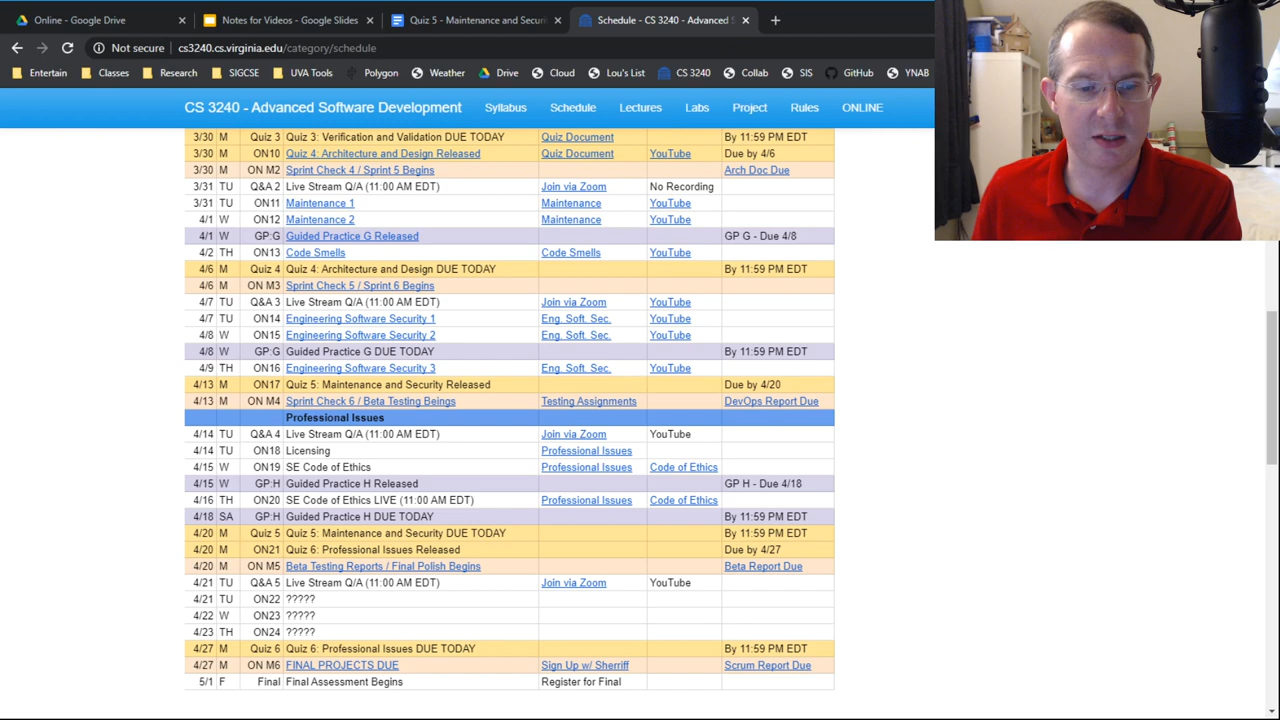 Online - Google Drive
Notes for Videos - Google Slides
Quiz 5 - Maintenance and Securi
Schedule - CS 3240 - Advanced S
Not secure | cs3240.cs.virginia.edu/category/schedule
Entertain Classes Research SIGCSE UVA Tools Polygon Weather Drive Cloud Lou's List CS 3240 Collab SIS GitHub YNAB
CS 3240 - Advanced Software Development Syllabus Schedule Lectures Labs Project Rules ONLINE
3/30 M Quiz 3 Quiz 3: Verification and Validation DUE TODAY Quiz Document By 11:59 PM EDT
3/30 M ON10 Quiz 4: Architecture and Design Released Quiz Document YouTube Due by 4/6
3/30 M ON M2 Sprint Check 4 / Sprint 5 Begins Arch Doc Due
3/31 TU Q&A 2 Live Stream Q/A (11:00 AM EDT) Join via Zoom No Recording
3/31 TU ON11 Maintenance 1 Maintenance YouTube
4/1 W ON12 Maintenance 2 Maintenance YouTube
4/1 W GP:G Guided Practice G Released GP G - Due 4/8
4/2 TH ON13 Code Smells Code Smells YouTube
4/6 M Quiz 4 Quiz 4: Architecture and Design DUE TODAY By 11:59 PM EDT
4/6 M ON M3 Sprint Check 5 / Sprint 6 Begins
4/7 TU Q&A 3 Live Stream Q/A (11:00 AM EDT) Join via Zoom YouTube
4/7 TU ON14 Engineering Software Security 1 Eng. Soft. Sec. YouTube
4/8 W ON15 Engineering Software Security 2 Eng. Soft. Sec. YouTube
4/8 W GP:G Guided Practice G DUE TODAY By 11:59 PM EDT
4/9 TH ON16 Engineering Software Security 3 Eng. Soft. Sec. YouTube
4/13 M ON17 Quiz 5: Maintenance and Security Released Due by 4/20
4/13 M ON M4 Sprint Check 6 / Beta Testing Beings Testing Assignments DevOps Report Due
Professional Issues
4/14 TU Q&A 4 Live Stream Q/A (11:00 AM EDT) Join via Zoom YouTube
4/14 TU ON18 Licensing Professional Issues
4/15 W ON19 SE Code of Ethics Professional Issues Code of Ethics
4/15 W GP:H Guided Practice H Released GP H - Due 4/18
4/16 TH ON20 SE Code of Ethics LIVE (11:00 AM EDT) Professional Issues Code of Ethics
4/18 SA GP:H Guided Practice H DUE TODAY By 11:59 PM EDT
4/20 M Quiz 5 Quiz 5: Maintenance and Security DUE TODAY By 11:59 PM EDT
4/20 M ON21 Quiz 6: Professional Issues Released Due by 4/27
4/20 M ON M5 Beta Testing Reports / Final Polish Begins Beta Report Due
4/21 TU Q&A 5 Live Stream Q/A (11:00 AM EDT) Join via Zoom YouTube
4/21 TU ON22 ?????
4/22 W ON23 ?????
4/23 TH ON24 ?????
4/27 M Quiz 6 Quiz 6: Professional Issues DUE TODAY By 11:59 PM EDT
4/27 M ON M6 FINAL PROJECTS DUE Sign Up w/ Sherriff Scrum Report Due
5/1 F Final Final Assessment Begins Register for Final